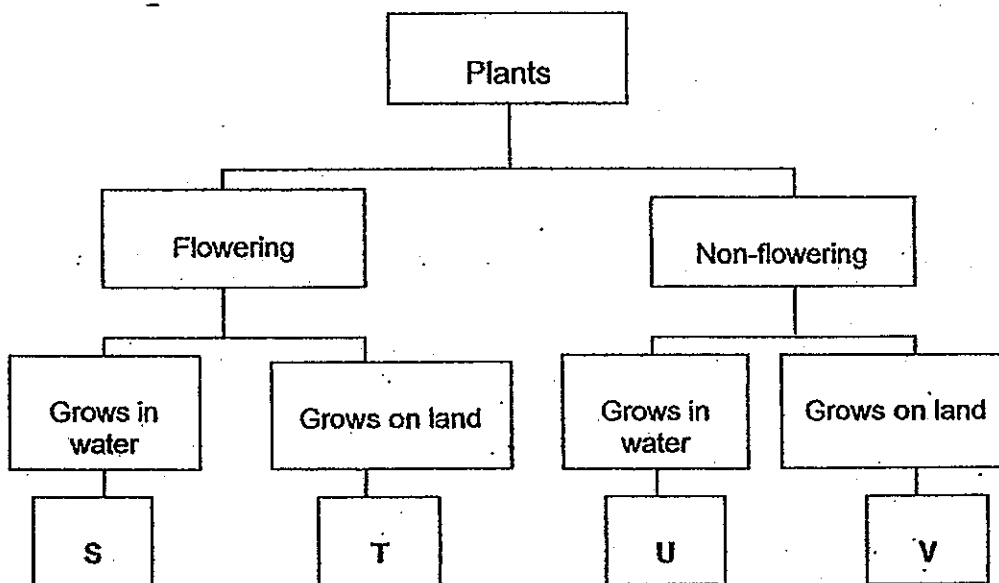 Plants
Flowering
Non-flowering
Grows in
water
Grows on land
Grows in
water
Grows on land
S
T
U
V